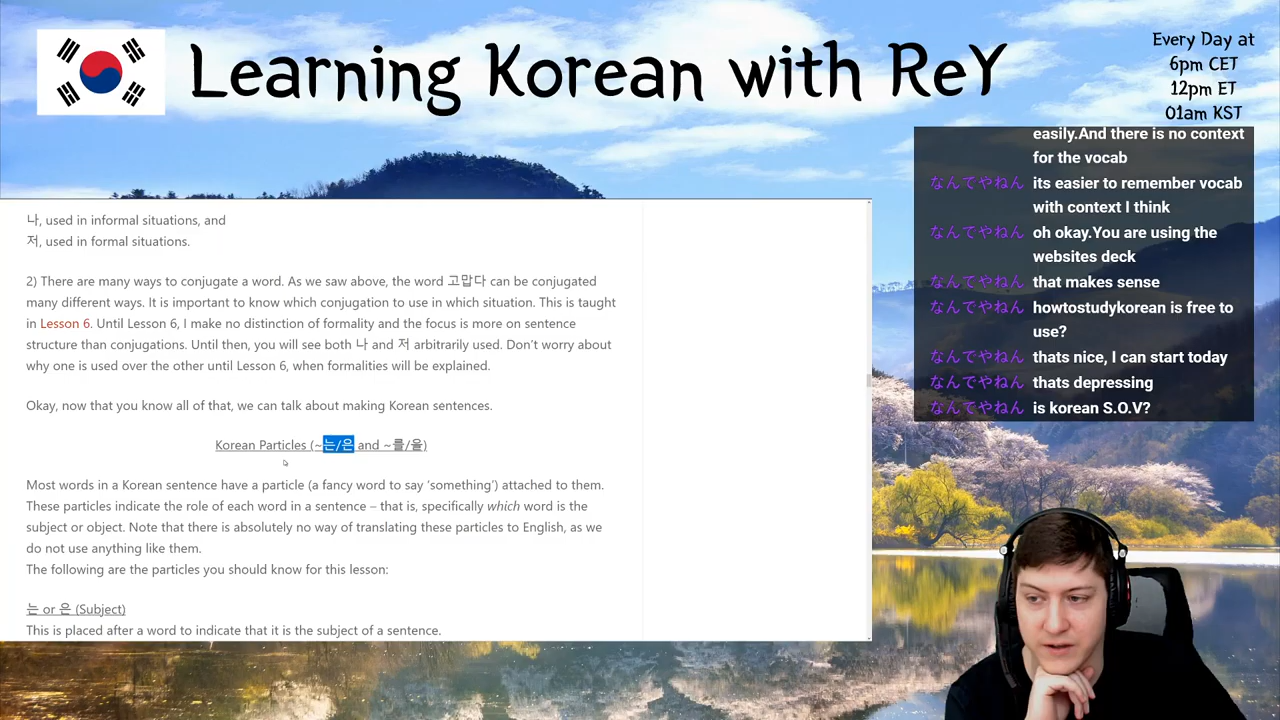 Learning Korean with ReY
Every Day at
6pm CET
12pm ET
01am KST
easily.And there is no context
for the vocab
なんてやねん its easier to remember vocab
with context I think
なんてやねん oh okay.You are using the
websites deck
なんてやねん that makes sense
なんてやねん howtostudykorean is free to
use?
なんてやねん thats nice, I can start today
なんてやねん thats depressing
なんてやねん is korean S.O.V?
나, used in informal situations, and
저, used in formal situations.
2) There are many ways to conjugate a word. As we saw above, the word 고맙다 can be conjugated
many different ways. It is important to know which conjugation to use in which situation. This is taught
in Lesson 6. Until Lesson 6, I make no distinction of formality and the focus is more on sentence
structure than conjugations. Until then, you will see both 나 and 저 arbitrarily used. Don’t worry about
why one is used over the other until Lesson 6, when formalities will be explained.
Okay, now that you know all of that, we can talk about making Korean sentences.
Korean Particles (~는/은 and ~를/을)
Most words in a Korean sentence have a particle (a fancy word to say ‘something’) attached to them.
These particles indicate the role of each word in a sentence – that is, specifically which word is the
subject or object. Note that there is absolutely no way of translating these particles to English, as we
do not use anything like them.
The following are the particles you should know for this lesson:
는 or 은 (Subject)
This is placed after a word to indicate that it is the subject of a sentence.